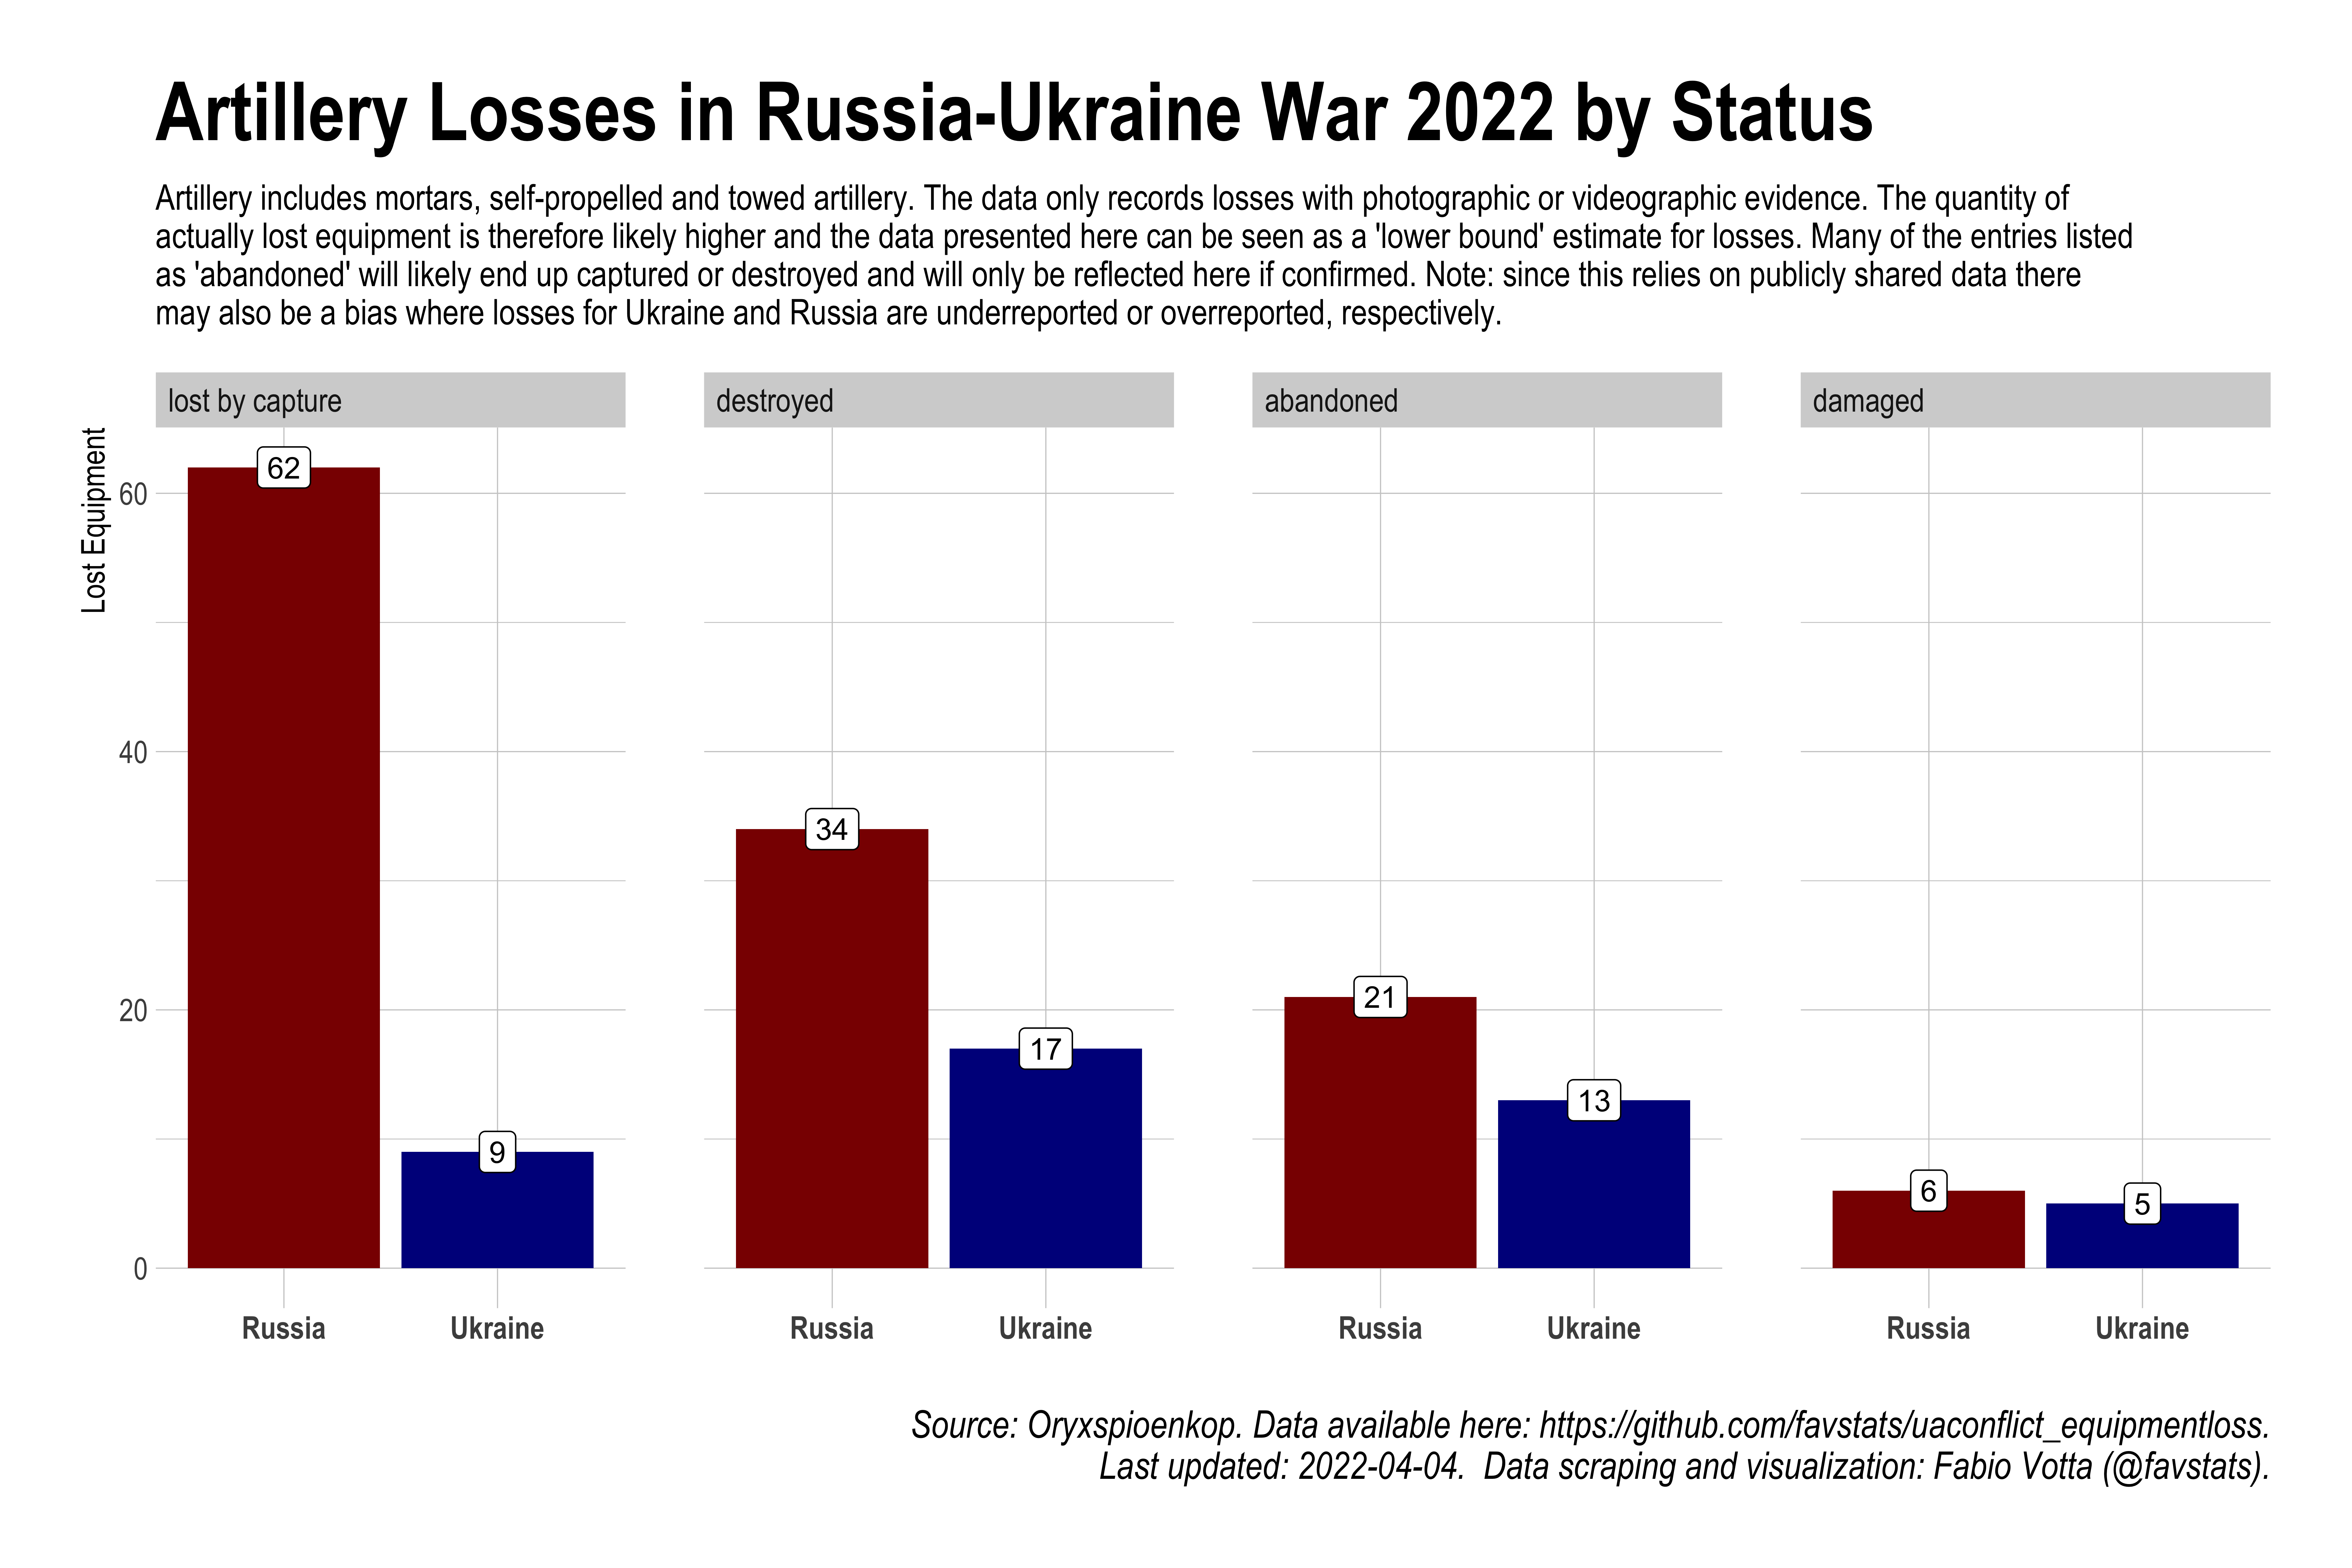 Artillery Losses in Russia-Ukraine War 2022 by Status
Artillery includes mortars, self-propelled and towed artillery. The data only records losses with photographic or videographic evidence. The quantity of
actually lost equipment is therefore likely higher and the data presented here can be seen as a 'lower bound' estimate for losses. Many of the entries listed
as 'abandoned' will likely end up captured or destroyed and will only be reflected here if confirmed. Note: since this relies on publicly shared data there
may also be a bias where losses for Ukraine and Russia are underreported or overreported, respectively.
lost by capture
destroyed
abandoned
damaged
Lost Equipment
60
40
20
0
62
9
34
17
21
13
6
5
Russia
Ukraine
Russia
Ukraine
Russia
Ukraine
Russia
Ukraine
Source: Oryxspioenkop. Data available here: https://github.com/favstats/uaconflict_equipmentloss.
Last updated: 2022-04-04.  Data scraping and visualization: Fabio Votta (@favstats).